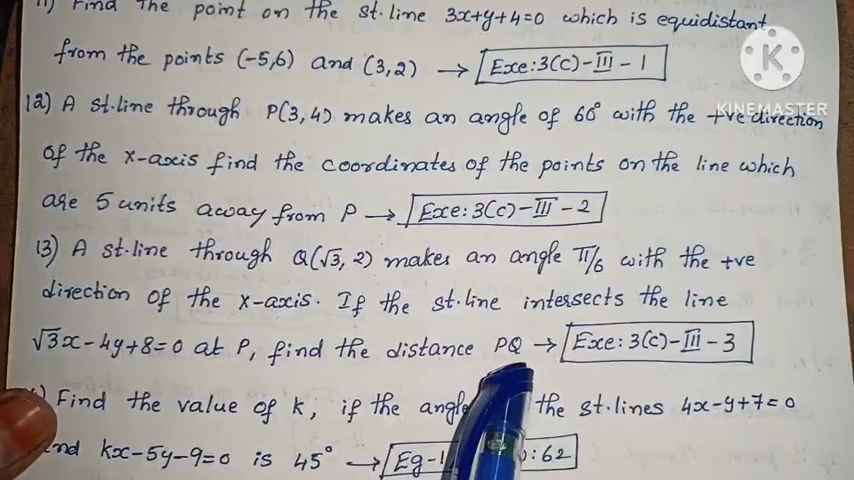 11) Find the point on the st.line 3x+y+4=0 which is equidistant
from the points (-5,6) and (3,2) → Exe:3(c)-III-1
K
KINEMASTER
12) A st.line through P(3,4) makes an angle of 60° with the +ve direction
of the x-axis find the coordinates of the points on the line which
are 5 units away from P → Exe:3(c)-III-2
13) A st.line through Q(√3, 2) makes an angle π/6 with the +ve
direction of the x-axis. If the st.line intersects the line
√3x-4y+8=0 at P, find the distance PQ → Exe:3(c)-III-3
Find the value of k, if the angle the st.lines 4x-y+7=0
kx-5y-9=0 is 45° → Eg-1 :62